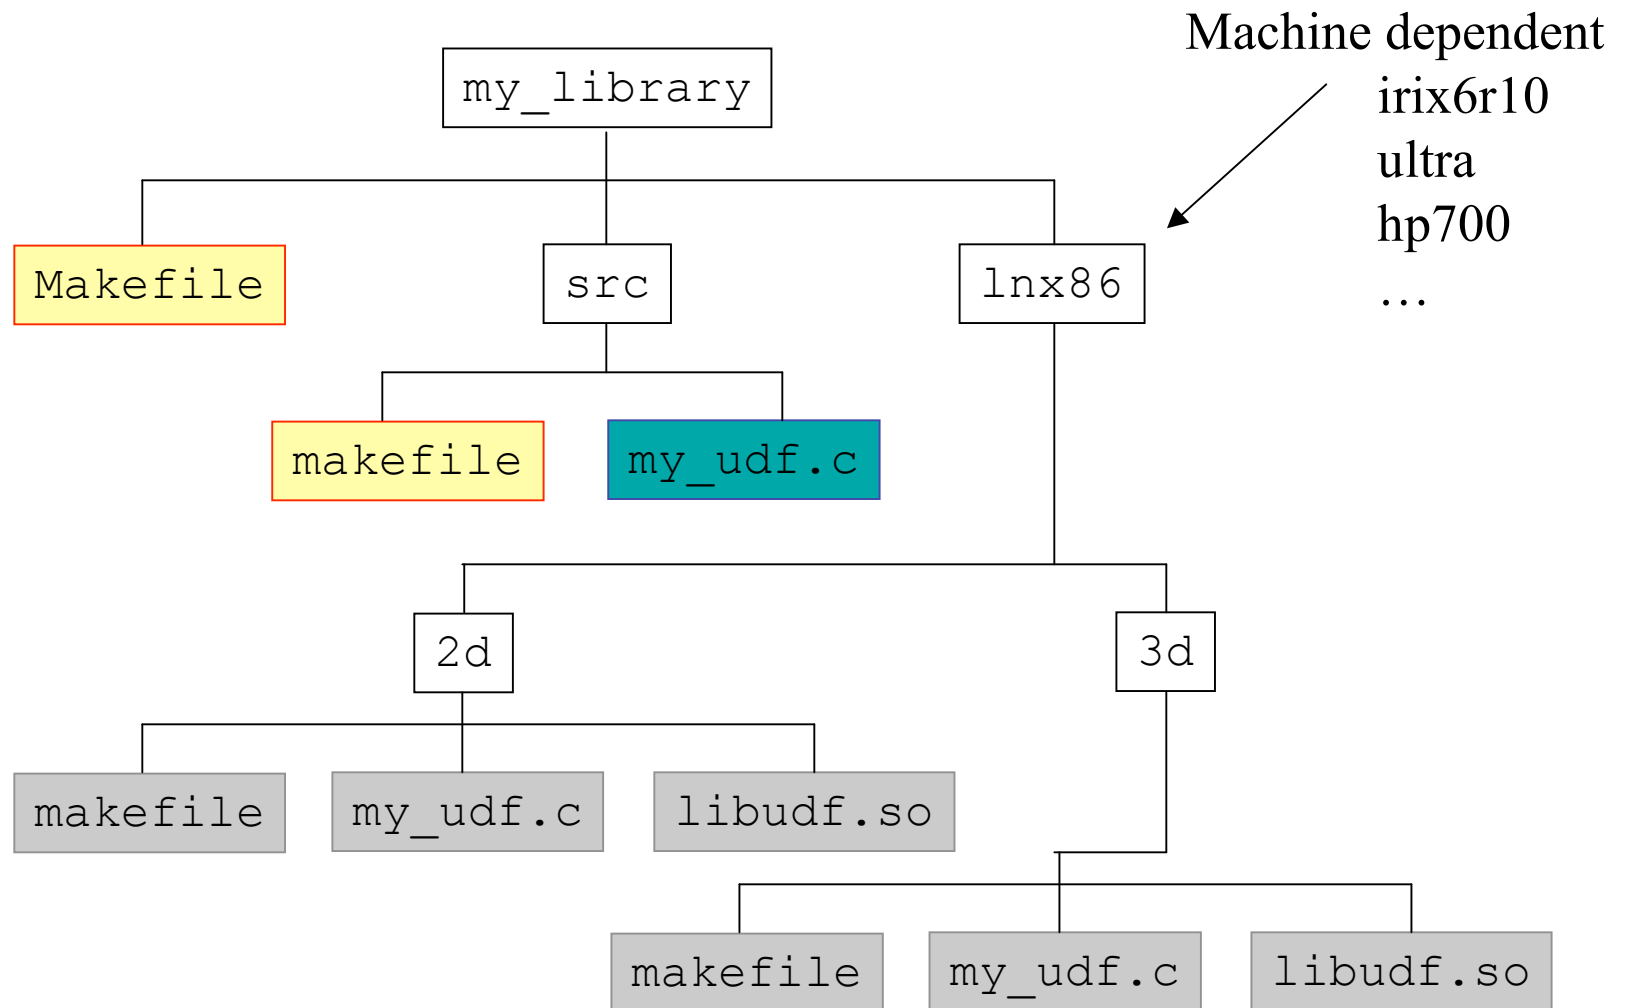 Machine dependent
irix6r10
ultra
hp700
…
my_library
Makefile
src
lnx86
makefile
my_udf.c
2d
3d
makefile
my_udf.c
libudf.so
makefile
my_udf.c
libudf.so